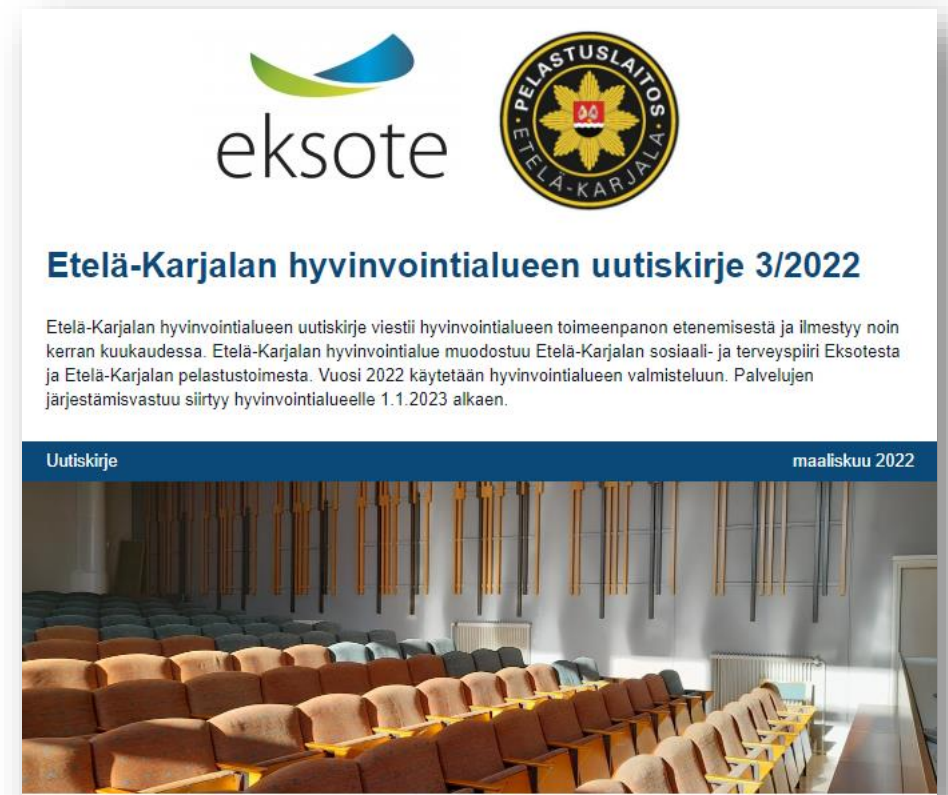 eksote
PELASTUSLAITOS
ETELÄ-KARJALA
Etelä-Karjalan hyvinvointialueen uutiskirje 3/2022
Etelä-Karjalan hyvinvointialueen uutiskirje viestii hyvinvointialueen toimeenpanon etenemisestä ja ilmestyy noin
kerran kuukaudessa. Etelä-Karjalan hyvinvointialue muodostuu Etelä-Karjalan sosiaali- ja terveyspiiri Eksotesta
ja Etelä-Karjalan pelastustoimesta. Vuosi 2022 käytetään hyvinvointialueen valmisteluun. Palvelujen
järjestämisvastuu siirtyy hyvinvointialueelle 1.1.2023 alkaen.
Uutiskirje maaliskuu 2022